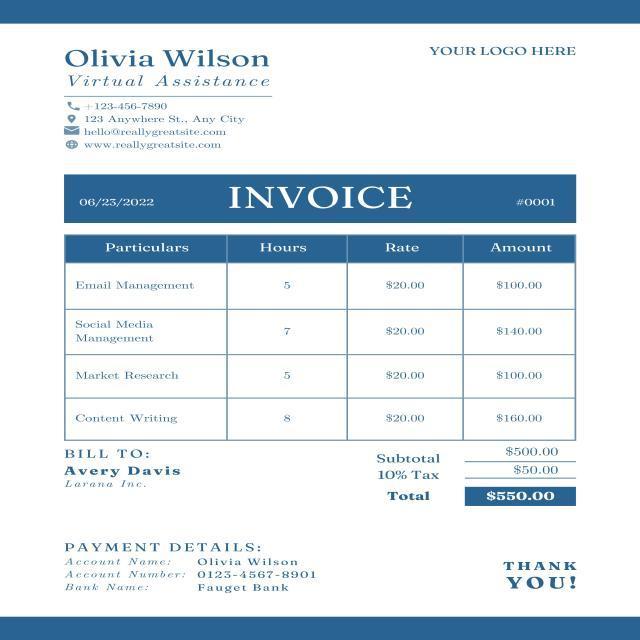 Olivia Wilson
YOUR LOGO HERE
Virtual Assistance
+123-456-7890
123 Anywhere St., Any City
hello@reallygreatsite.com
www.reallygreatsite.com
06/23/2022 INVOICE #0001
Particulars Hours Rate Amount
Email Management 5 $20.00 $100.00
Social Media
Management 7 $20.00 $140.00
Market Research 5 $20.00 $100.00
Content Writing 8 $20.00 $160.00
BILL TO:
Avery Davis
Larana Inc.
Subtotal $500.00
10% Tax $50.00
Total $550.00
PAYMENT DETAILS:
Account Name: Olivia Wilson
Account Number: 0123-4567-8901
Bank Name: Fauget Bank
THANK
YOU!